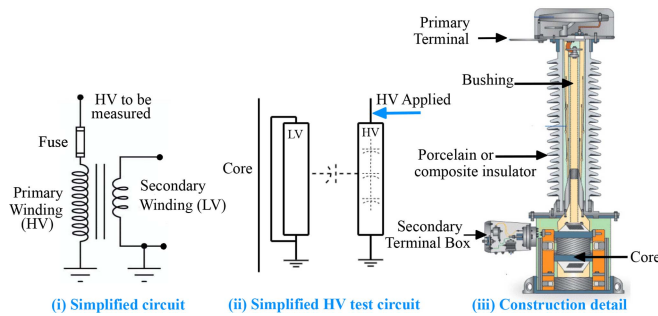 HV to be
measured
Fuse
Primary
Winding
(HV)
Secondary
Winding (LV)
(i) Simplified circuit
Core
LV
HV
HV Applied
(ii) Simplified HV test circuit
Primary
Terminal
Bushing
Porcelain or
composite insulator
Secondary
Terminal Box
Core
(iii) Construction detail